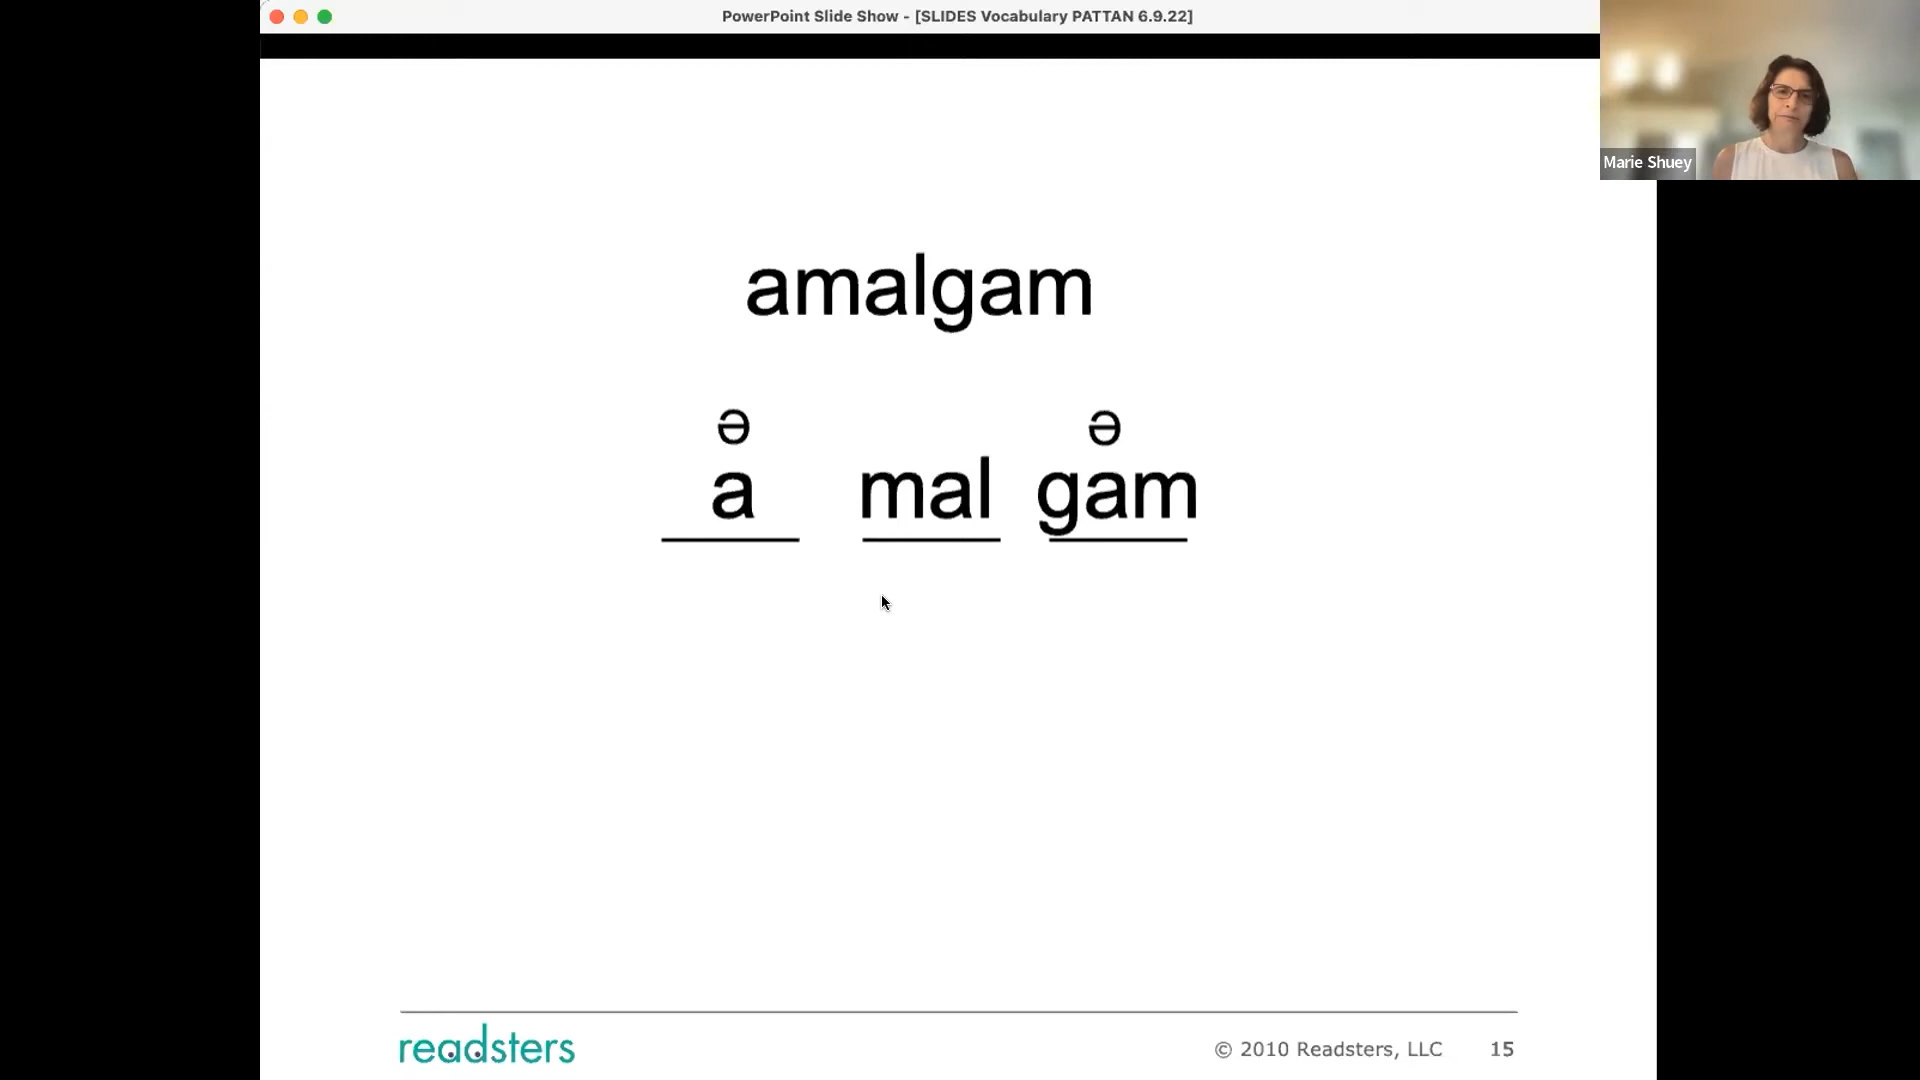 PowerPoint Slide Show - [SLIDES Vocabulary PATTAN 6.9.22]
Marie Shuey
amalgam
ə ə
a mal gam
readsters © 2010 Readsters, LLC 15